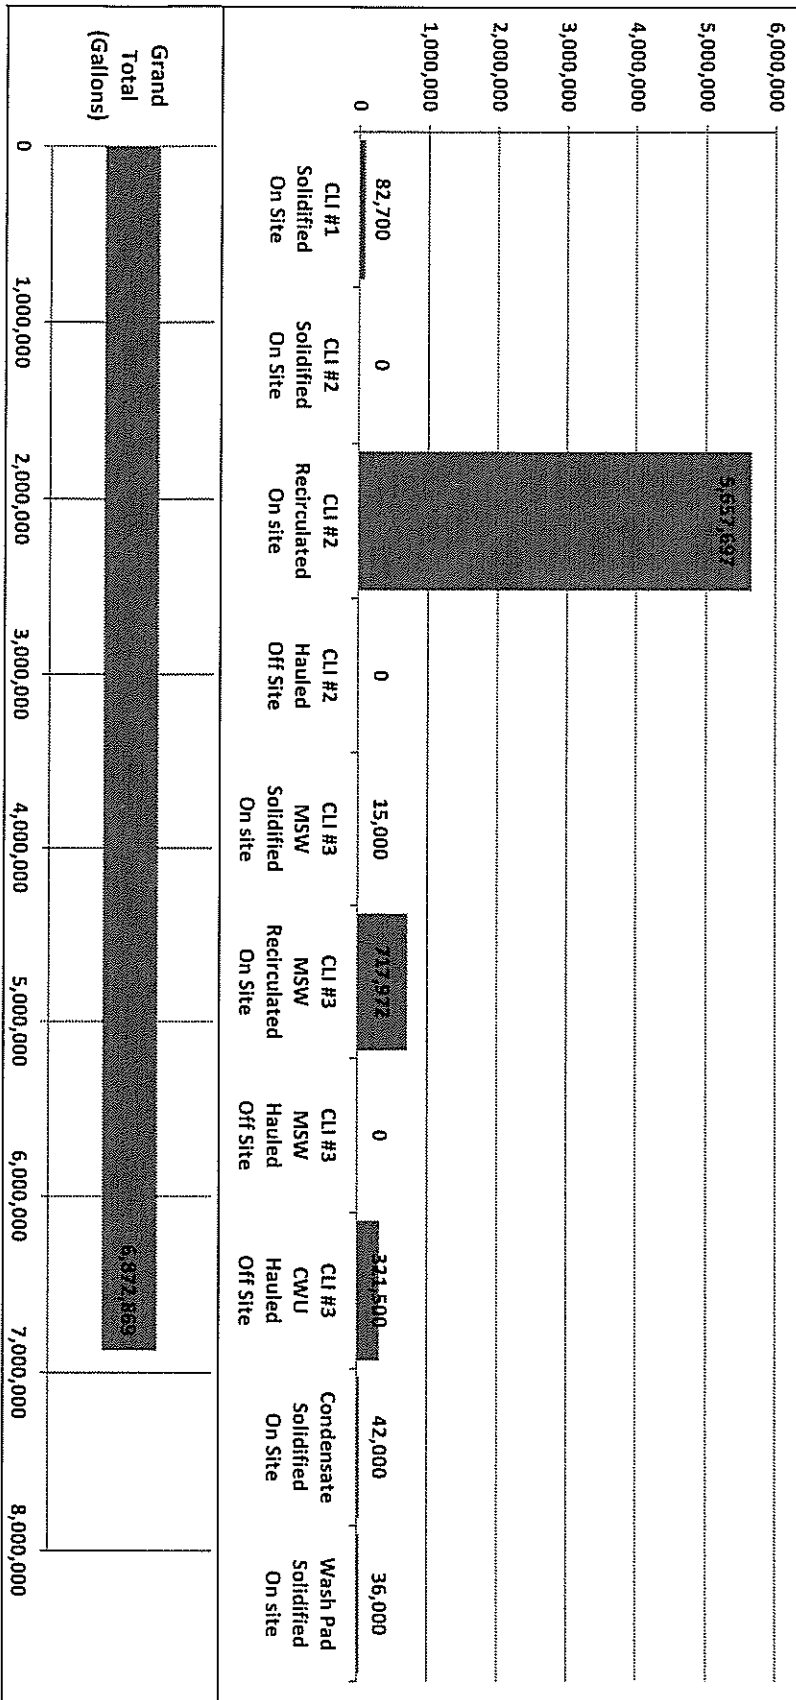 6,000,000
5,000,000
4,000,000
3,000,000
2,000,000
1,000,000
0
82,700
0
5,657,697
0
15,000
717,972
0
321,500
42,000
36,000
CLI #1
Solidified
On Site
CLI #2
Solidified
On Site
CLI #2
Recirculated
On site
CLI #2
Hauled
Off Site
CLI #3
MSW
Solidified
On site
CLI #3
MSW
Recirculated
On Site
CLI #3
MSW
Hauled
Off Site
CLI #3
CWU
Hauled
Off Site
Condensate
Solidified
On Site
Wash Pad
Solidified
On site
Grand
Total
(Gallons)
6,872,869
0
1,000,000
2,000,000
3,000,000
4,000,000
5,000,000
6,000,000
7,000,000
8,000,000